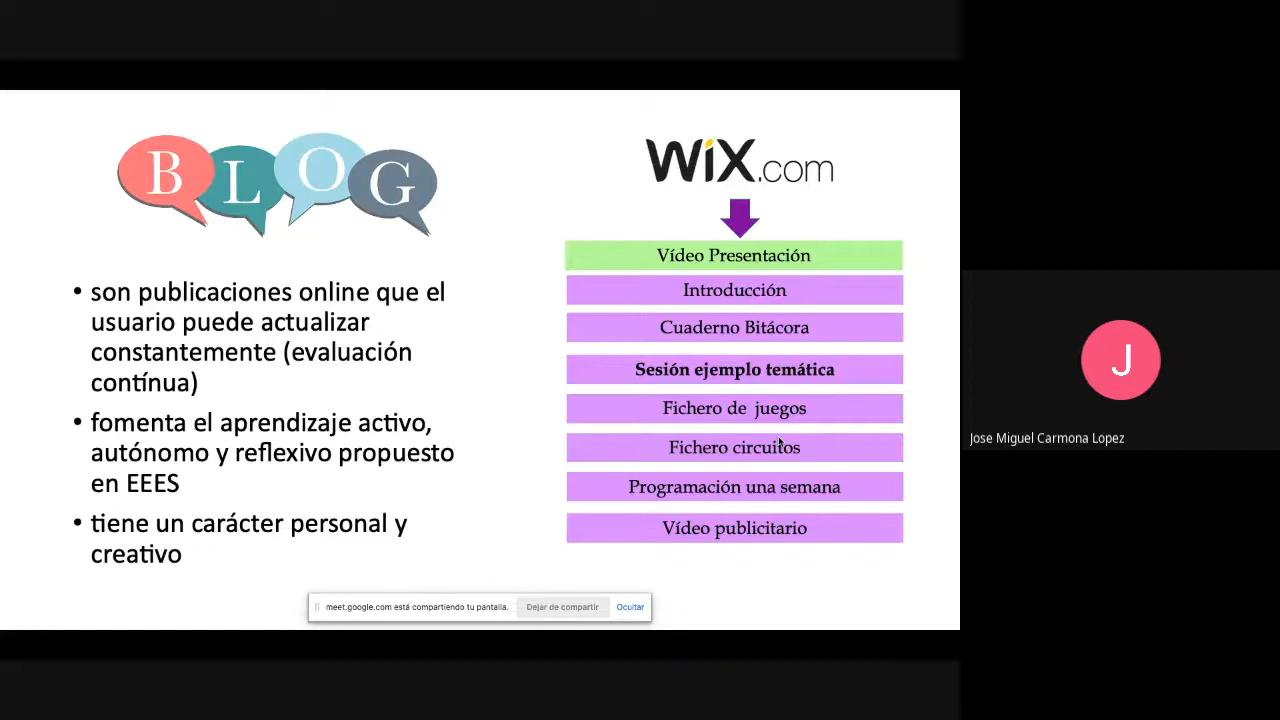 BLOG
son publicaciones online que el
usuario puede actualizar
constantemente (evaluación
contínua)
fomenta el aprendizaje activo,
autónomo y reflexivo propuesto
en EEES
tiene un carácter personal y
creativo
WiX.com
Vídeo Presentación
Introducción
Cuaderno Bitácora
Sesión ejemplo temática
Fichero de juegos
Fichero circuitos
Programación una semana
Vídeo publicitario
meet.google.com está compartiendo tu pantalla. Dejar de compartir Ocultar
J
Jose Miguel Carmona Lopez